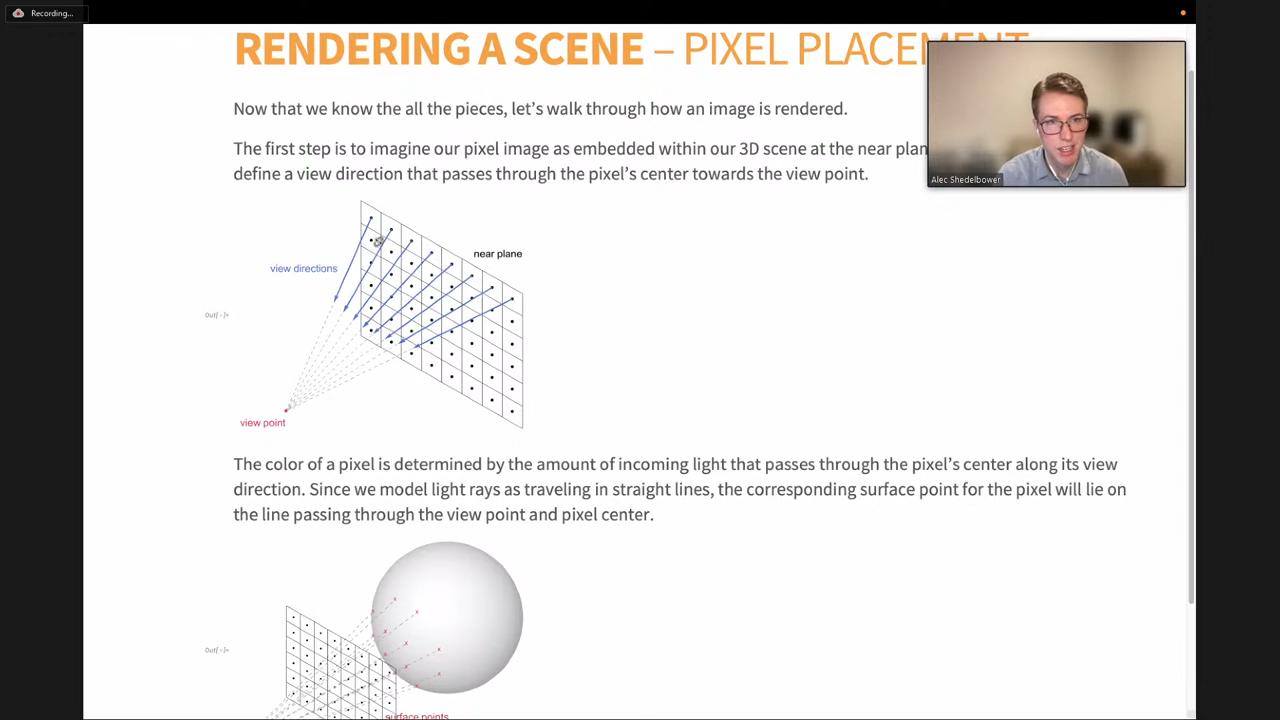 Recording...
RENDERING A SCENE – PIXEL PLACEMENT
Now that we know the all the pieces, let's walk through how an image is rendered.
The first step is to imagine our pixel image as embedded within our 3D scene at the near
define a view direction that passes through the pixel's center towards the view point.
Alec Shedelbower
near plane
view directions
Out[-]=
view point
The color of a pixel is determined by the amount of incoming light that passes through the pixel's center along its view
direction. Since we model light rays as traveling in straight lines, the corresponding surface point for the pixel will lie on
the line passing through the view point and pixel center.
Out[-]=
surface points